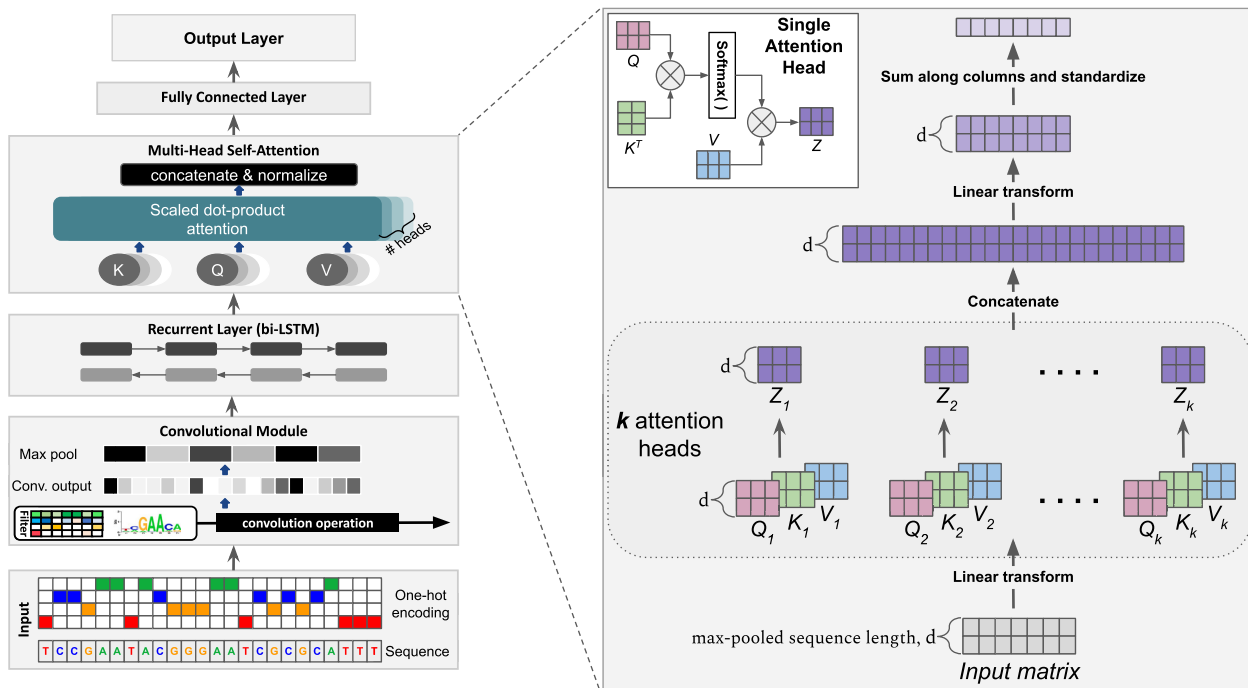 Output Layer
Fully Connected Layer
Multi-Head Self-Attention
concatenate & normalize
Scaled dot-product
attention
# heads
K
Q
V
Recurrent Layer (bi-LSTM)
Convolutional Module
Max pool
Conv. output
Filter
GAACA
convolution operation
Input
One-hot
encoding
TCCGAATACGGGAATCGCGCATTT
Sequence
Single
Attention
Head
Q
Softmax( )
K^T
V
Z
Sum along columns and standardize
d
Linear transform
d
Concatenate
d
Z1
Z2
. . . .
Zk
k attention
heads
d
Q1
K1
V1
Q2
K2
V2
. . . .
Qk
Kk
Vk
Linear transform
max-pooled sequence length, d
Input matrix